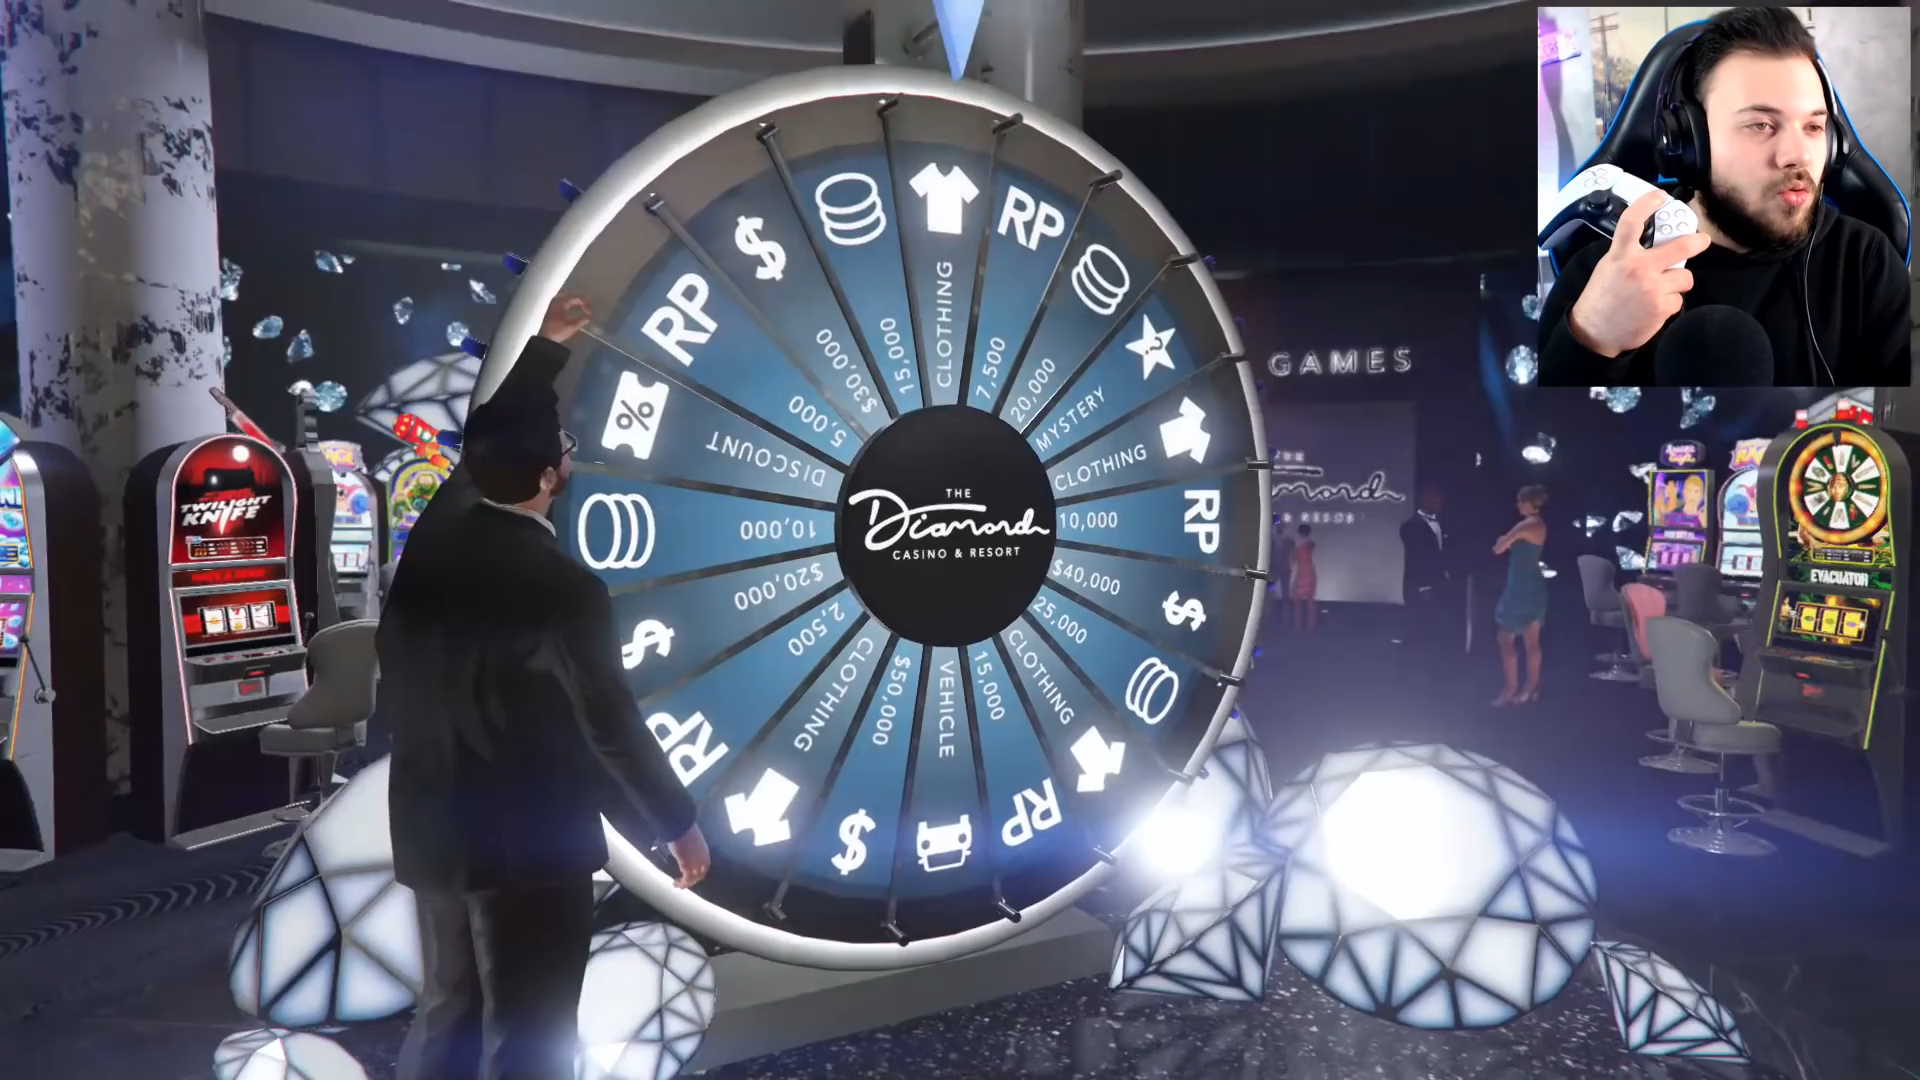 CLOTHING
RP
7,500
20,000
MYSTERY
CLOTHING
RP
10,000
$
$40,000
25,000
CLOTHING
RP
15,000
VEHICLE
$
$50,000
CLOTHING
RP
2,500
$
$20,000
10,000
%
DISCOUNT
RP
5,000
$
$30,000
15,000
THE
Diamond
CASINO & RESORT
GAMES
TWILIGHT
KNIFE
EVACUATOR